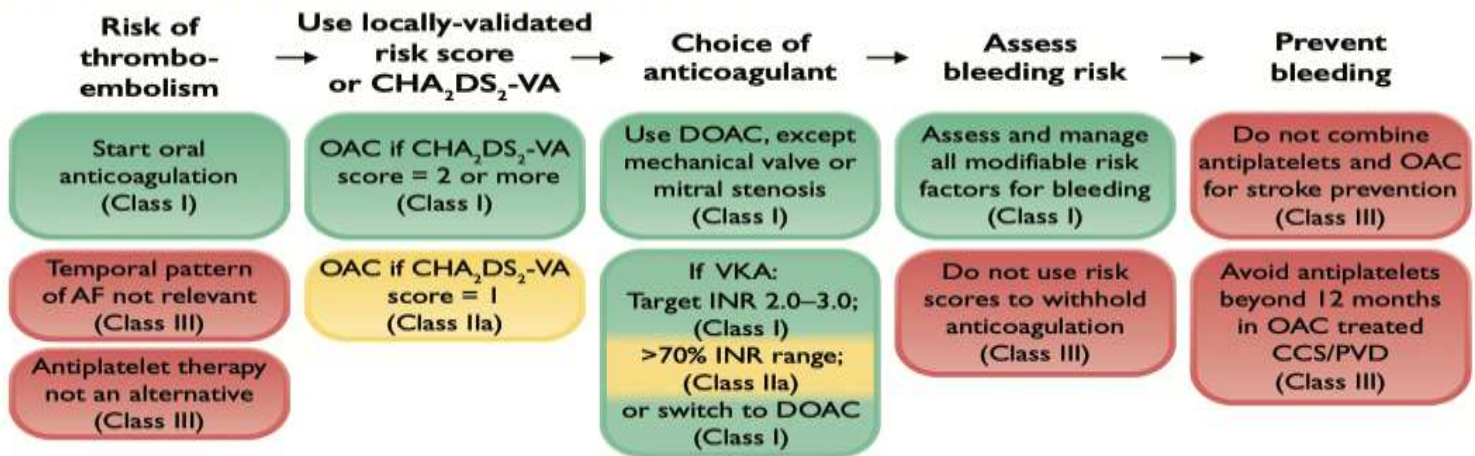 Risk of
thrombo-
embolism
Use locally-validated
risk score
or CHA₂DS₂-VA
Choice of
anticoagulant
Assess
bleeding risk
Prevent
bleeding
Start oral
anticoagulation
(Class I)
Temporal pattern
of AF not relevant
(Class III)
Antiplatelet therapy
not an alternative
(Class III)
OAC if CHA₂DS₂-VA
score = 2 or more
(Class I)
OAC if CHA₂DS₂-VA
score = 1
(Class IIa)
Use DOAC, except
mechanical valve or
mitral stenosis
(Class I)
If VKA:
Target INR 2.0–3.0;
(Class I)
>70% INR range;
(Class IIa)
or switch to DOAC
(Class I)
Assess and manage
all modifiable risk
factors for bleeding
(Class I)
Do not use risk
scores to withhold
anticoagulation
(Class III)
Do not combine
antiplatelets and OAC
for stroke prevention
(Class III)
Avoid antiplatelets
beyond 12 months
in OAC treated
CCS/PVD
(Class III)